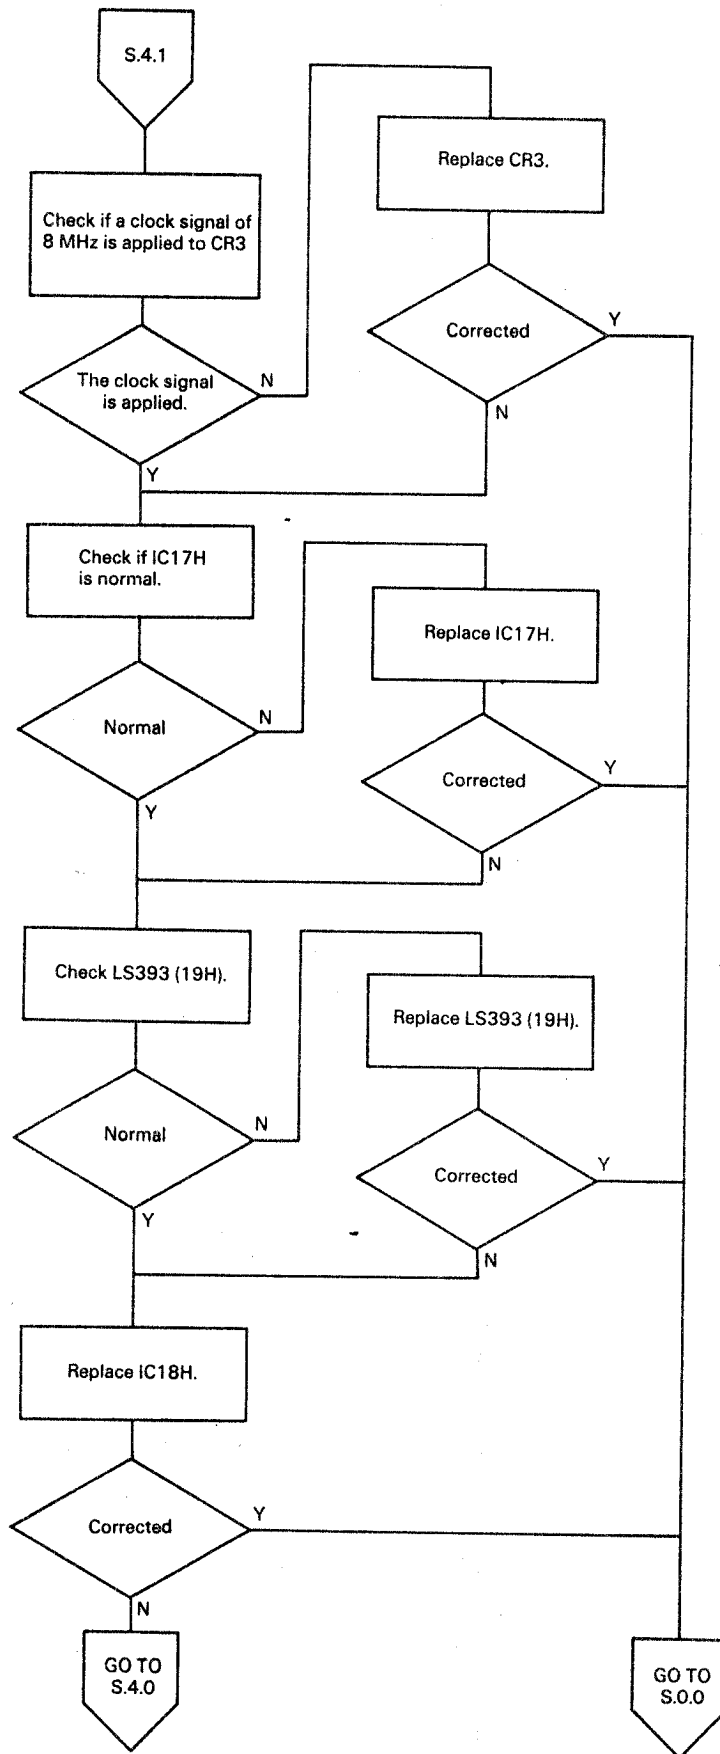 S.4.1
Replace CR3.
Check if a clock signal of
8 MHz is applied to CR3
Corrected
Y
N
The clock signal
is applied.
N
Y
Check if IC17H
is normal.
Replace IC17H.
Normal
N
Y
Corrected
Y
N
Check LS393 (19H).
Replace LS393 (19H).
Normal
N
Y
Corrected
Y
N
Replace IC18H.
Corrected
Y
N
GO TO
S.4.0
GO TO
S.0.0